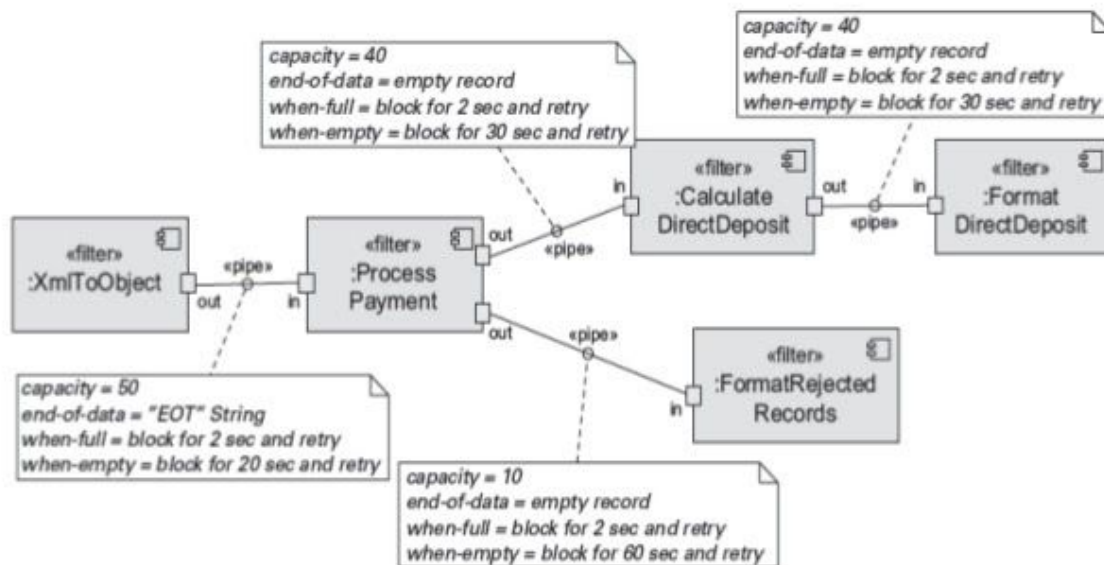 capacity = 40
end-of-data = empty record
when-full = block for 2 sec and retry
when-empty = block for 30 sec and retry
capacity = 40
end-of-data = empty record
when-full = block for 2 sec and retry
when-empty = block for 30 sec and retry
«filter»
:XmlToObject
out
«pipe»
in
«filter»
:Process
Payment
out
out
«pipe»
in
«filter»
:Calculate
DirectDeposit
out
«pipe»
in
«filter»
:Format
DirectDeposit
«pipe»
in
«filter»
:FormatRejected
Records
capacity = 50
end-of-data = "EOT" String
when-full = block for 2 sec and retry
when-empty = block for 20 sec and retry
capacity = 10
end-of-data = empty record
when-full = block for 2 sec and retry
when-empty = block for 60 sec and retry